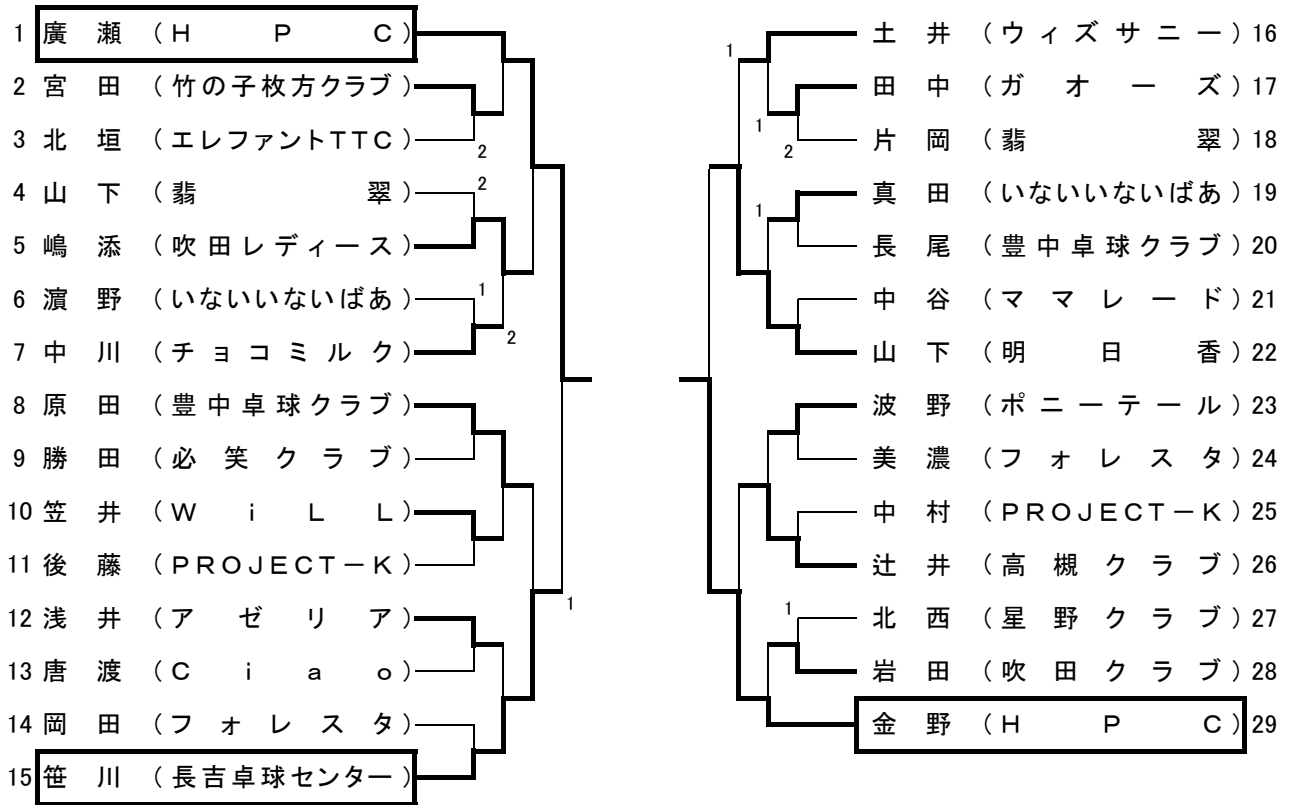 1 廣瀬 (HPC)
2 宮田 (竹の子枚方クラブ)
3 北垣 (エレファントTTC)
2
4 山下 (翡翠)
2
5 嶋添 (吹田レディース)
6 濵野 (いないいないばあ)
1
7 中川 (チョコミルク)
2
8 原田 (豊中卓球クラブ)
9 勝田 (必笑クラブ)
10 笠井 (WiLL)
11 後藤 (PROJECT-K)
1
12 浅井 (アゼリア)
13 唐渡 (Ciao)
14 岡田 (フォレスタ)
15 笹川 (長吉卓球センター)
1
土井 (ウィズサニー) 16
田中 (ガオーズ) 17
1
2
片岡 (翡翠) 18
真田 (いないいないばあ) 19
1
1
長尾 (豊中卓球クラブ) 20
中谷 (ママレード) 21
山下 (明日香) 22
波野 (ポニーテール) 23
美濃 (フォレスタ) 24
中村 (PROJECT-K) 25
辻井 (高槻クラブ) 26
1
北西 (星野クラブ) 27
岩田 (吹田クラブ) 28
金野 (HPC) 29